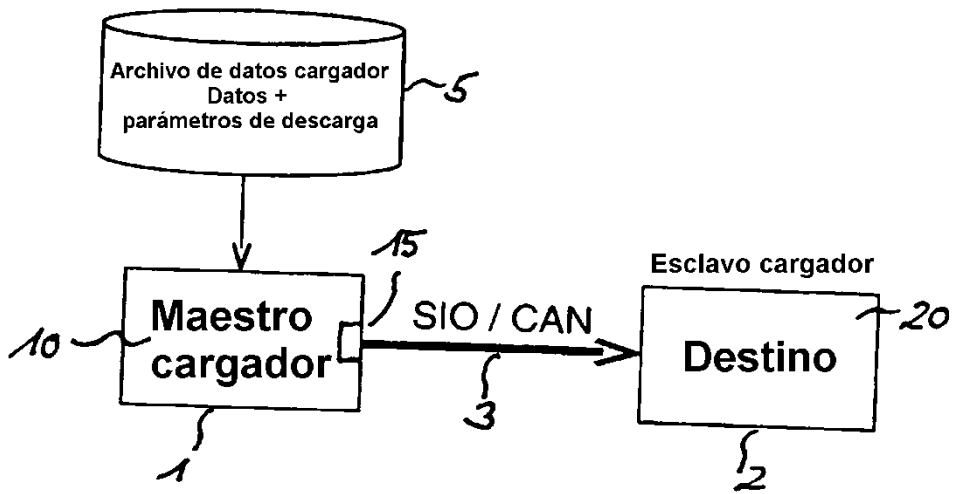 Archivo de datos cargador
Datos +
parámetros de descarga
5
15
Esclavo cargador
10
Maestro
cargador
SIO / CAN
20
Destino
3
1
2